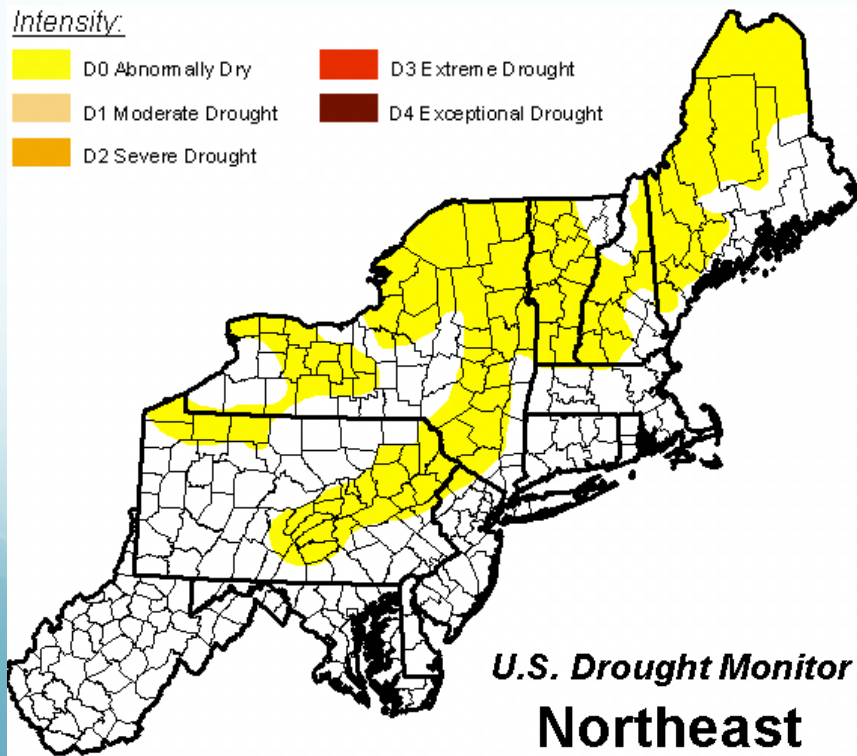 Intensity:
D0 Abnormally Dry
D1 Moderate Drought
D2 Severe Drought
D3 Extreme Drought
D4 Exceptional Drought
U.S. Drought Monitor
Northeast